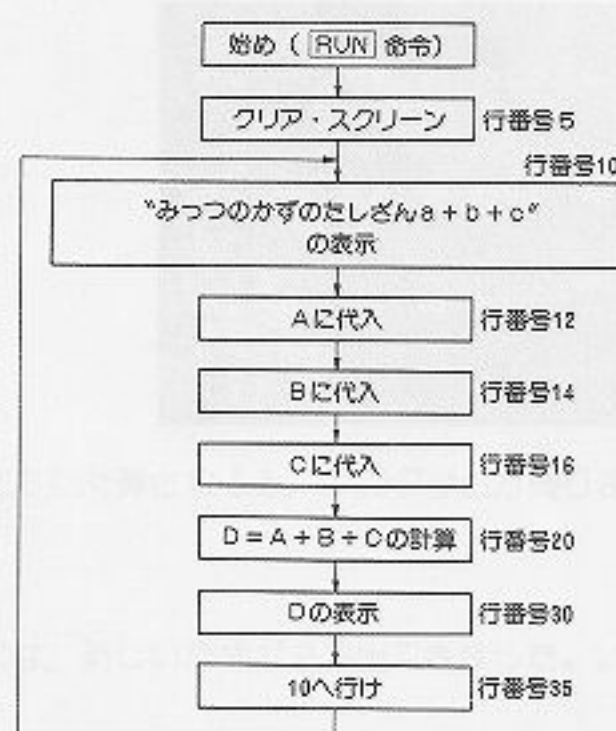 始め( RUN 命令)
クリア・スクリーン 行番号5
行番号10
"みっつのかずのたしざんa+b+c"
の表示
Aに代入 行番号12
Bに代入 行番号14
Cに代入 行番号16
D=A+B+Cの計算 行番号20
Dの表示 行番号30
10へ行け 行番号35